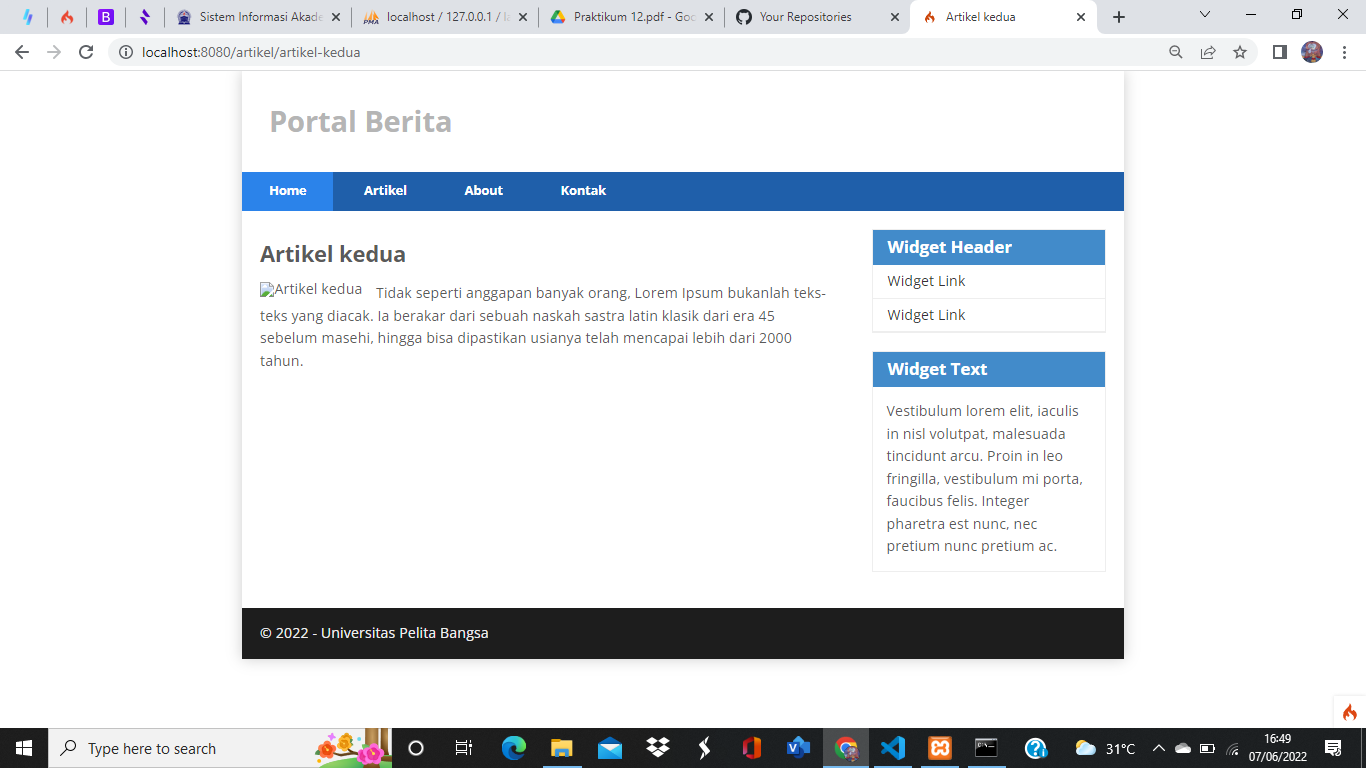 Sistem Informasi Akade
localhost / 127.0.0.1 / la
Praktikum 12.pdf - Goo
Your Repositories
Artikel kedua
localhost:8080/artikel/artikel-kedua
Portal Berita
Home Artikel About Kontak
Artikel kedua
Artikel kedua Tidak seperti anggapan banyak orang, Lorem Ipsum bukanlah teks-
teks yang diacak. Ia berakar dari sebuah naskah sastra latin klasik dari era 45
sebelum masehi, hingga bisa dipastikan usianya telah mencapai lebih dari 2000
tahun.
Widget Header
Widget Link
Widget Link
Widget Text
Vestibulum lorem elit, iaculis
in nisl volutpat, malesuada
tincidunt arcu. Proin in leo
fringilla, vestibulum mi porta,
faucibus felis. Integer
pharetra est nunc, nec
pretium nunc pretium ac.
© 2022 - Universitas Pelita Bangsa
Type here to search
31°C
16:49
07/06/2022